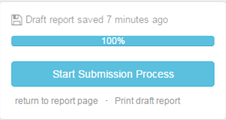 Draft report saved 7 minutes ago
100%
Start Submission Process
return to report page · Print draft report